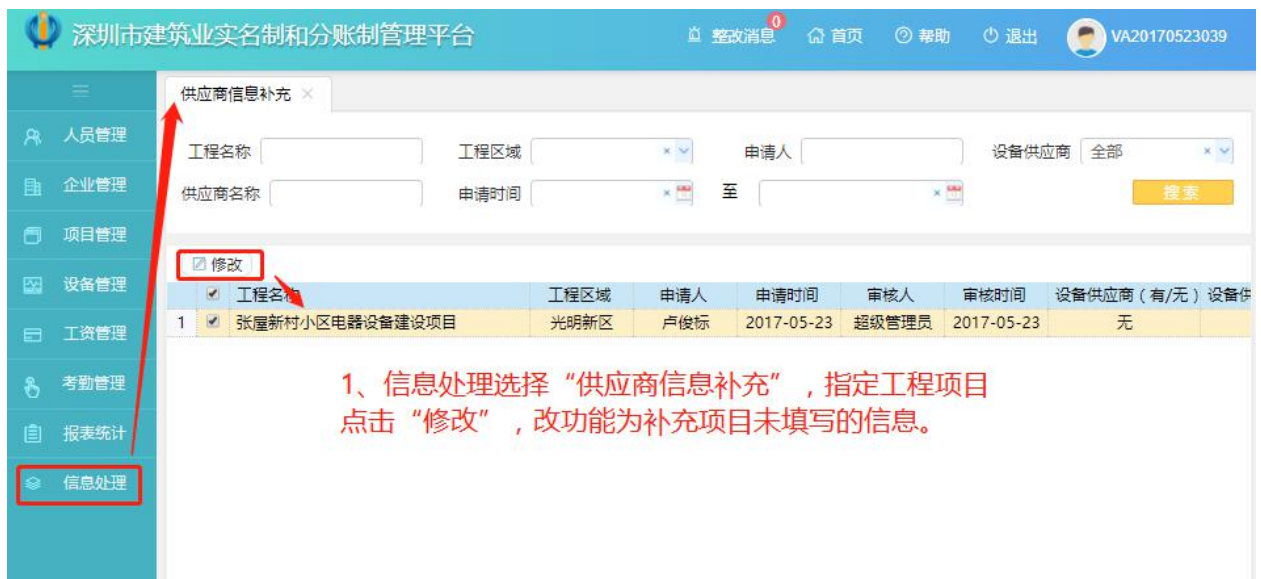 深圳市建筑业实名制和分账制管理平台
整改消息 0 首页 帮助 退出 VA20170523039
供应商信息补充
人员管理
企业管理
项目管理
设备管理
工资管理
考勤管理
报表统计
信息处理
工程名称 工程区域 申请人 设备供应商 全部
供应商名称 申请时间 至 搜索
修改
工程名称 工程区域 申请人 申请时间 审核人 审核时间 设备供应商(有/无) 设备供
1 张屋新村小区电器设备建设项目 光明新区 卢俊标 2017-05-23 超级管理员 2017-05-23 无
1、信息处理选择“供应商信息补充”，指定工程项目
点击“修改”，改功能为补充项目未填写的信息。